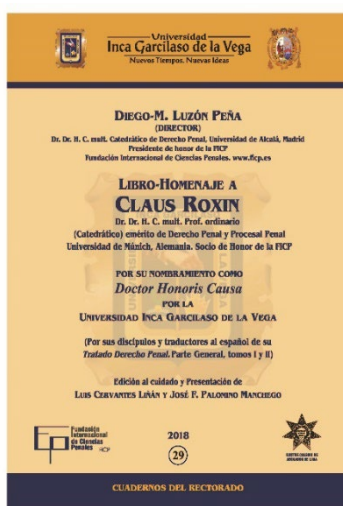 Universidad
Inca Garcilaso de la Vega
Nuevos Tiempos. Nuevas Ideas
DIEGO-M. LUZÓN PEÑA
(DIRECTOR)
Dr. Dr. H. C. mult. Catedrático de Derecho Penal, Universidad de Alcalá, Madrid
Presidente de honor de la FICP
Fundación Internacional de Ciencias Penales. www.ficp.es
LIBRO-HOMENAJE A
CLAUS ROXIN
Dr. Dr. H. C. mult. Prof. ordinario
(Catedrático) emérito de Derecho Penal y Procesal Penal
Universidad de Múnich, Alemania. Socio de Honor de la FICP
POR SU NOMBRAMIENTO COMO
Doctor Honoris Causa
POR LA
UNIVERSIDAD INCA GARCILASO DE LA VEGA
(Por sus discípulos y traductores al español de su
Tratado Derecho Penal. Parte General, tomos I y II)
Edición al cuidado y Presentación de
LUIS CERVANTES LIÑÁN Y JOSÉ F. PALOMINO MANCHEGO
Fundación
Internacional
de Ciencias
Penales FICP
2018
29
CUADERNOS DEL RECTORADO